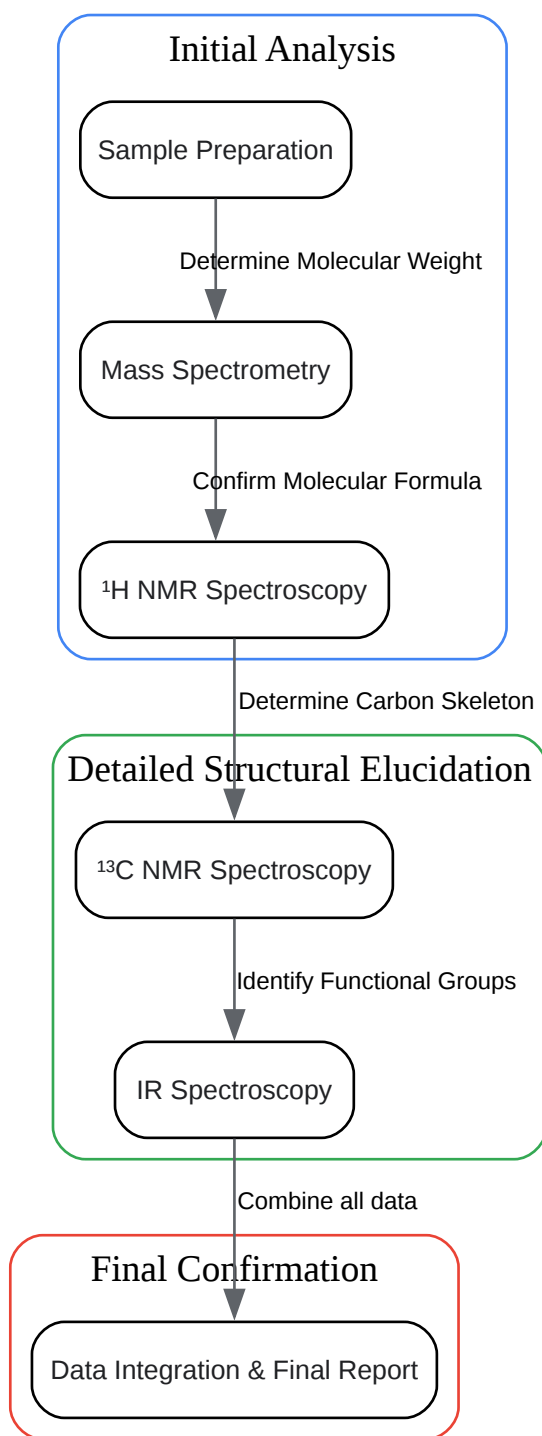 Initial Analysis
Sample Preparation
Determine Molecular Weight
Mass Spectrometry
Confirm Molecular Formula
¹H NMR Spectroscopy
Determine Carbon Skeleton
Detailed Structural Elucidation
¹³C NMR Spectroscopy
Identify Functional Groups
IR Spectroscopy
Combine all data
Final Confirmation
Data Integration & Final Report